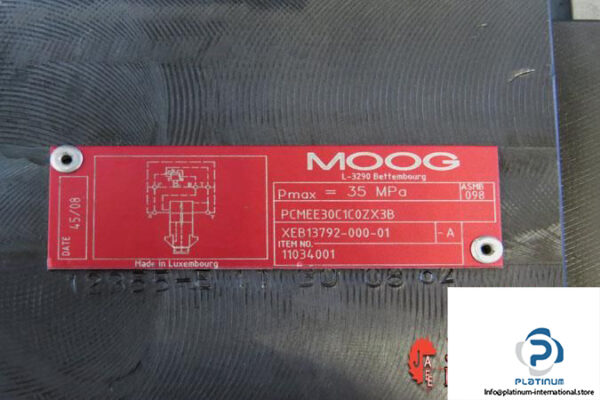 MOOG
L-3290 Bettembourg
Pmax = 35 MPa
ASMB 098
PCMEE30C1C0ZX3B
XEB13792-000-01 -A
ITEM NO.
11034001
DATE 45/08
Made in Luxembourg
PLATINUM
Info@platinum-international.store